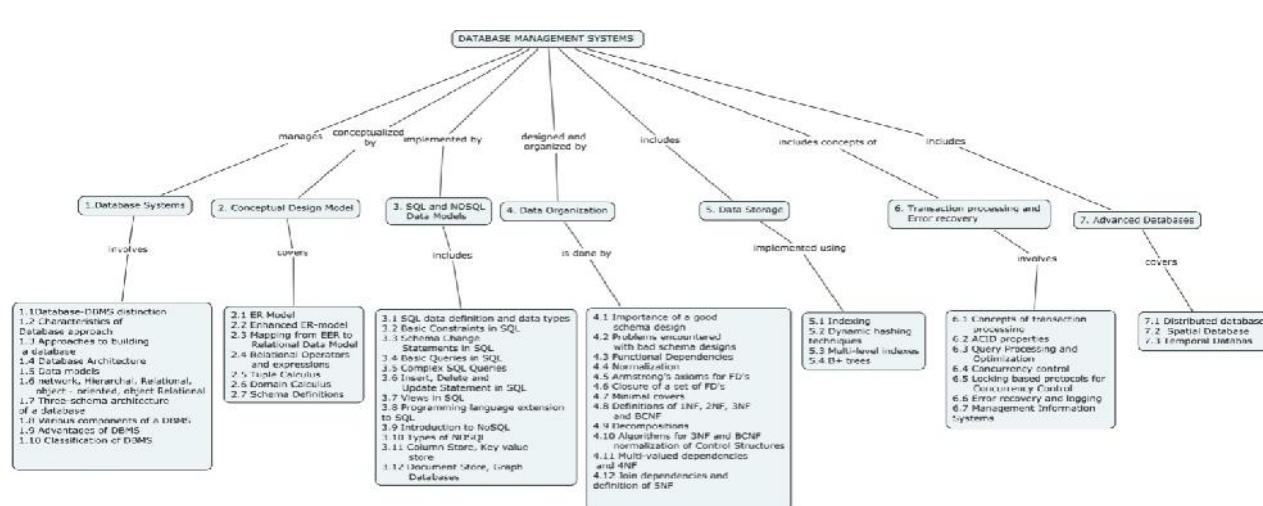 DATABASE MANAGEMENT SYSTEMS
manages
conceptualized
by
implemented by
designed and
organized by
includes
includes concepts of
includes
1.Database Systems
2. Conceptual Design Model
3. SQL and NOSQL
Data Models
4. Data Organization
5. Data Storage
6. Transaction processing and
Error recovery
7. Advanced Databases
involves
covers
includes
is done by
implemented using
involves
covers
1.1Database-DBMS distinction
1.2 Characteristics of
Database approach
1.3 Approaches to building
a database
1.4 Database Architecture
1.5 Data models
1.6 network, Hierarchal, Relational,
object - oriented, object Relational
1.7 Three-schema architecture
of a database
1.8 Various components of a DBMS
1.9 Advantages of DBMS
1.10 Classification of DBMS
2.1 ER Model
2.2 Enhanced ER-model
2.3 Mapping from EER to
Relational Data Model
2.4 Relational Operators
and expressions
2.5 Tuple Calculus
2.6 Domain Calculus
2.7 Schema Definitions
3.1 SQL data definition and data types
3.2 Basic Constraints in SQL
3.3 Schema Change
Statements in SQL
3.4 Basic Queries in SQL
3.5 Complex SQL Queries
3.6 Insert, Delete and
Update Statement in SQL
3.7 Views in SQL
3.8 Programming language extension
to SQL
3.9 Introduction to NoSQL
3.10 Types of NOSQL
3.11 Column Store, Key value
store
3.12 Document Store, Graph
Databases
4.1 Importance of a good
schema design
4.2 Problems encountered
with bad schema designs
4.3 Functional Dependencies
4.4 Normalization
4.5 Armstrong's axioms for FD's
4.6 Closure of a set of FD's
4.7 Minimal covers
4.8 Definitions of 1NF, 2NF, 3NF
and BCNF
4.9 Decompositions
4.10 Algorithms for 3NF and BCNF
normalization of Control Structures
4.11 Multi-valued dependencies
and 4NF
4.12 Join dependencies and
definition of 5NF
5.1 Indexing
5.2 Dynamic hashing
techniques
5.3 Multi-level indexes
5.4 B+ trees
6.1 Concepts of transaction
processing
6.2 ACID properties
6.3 Query Processing and
Optimization
6.4 Concurrency control
6.5 Locking based protocols for
Concurrency Control
6.6 Error recovery and logging
6.7 Management Information
Systems
7.1 Distributed database
7.2 Spatial Database
7.3 Temporal Databas